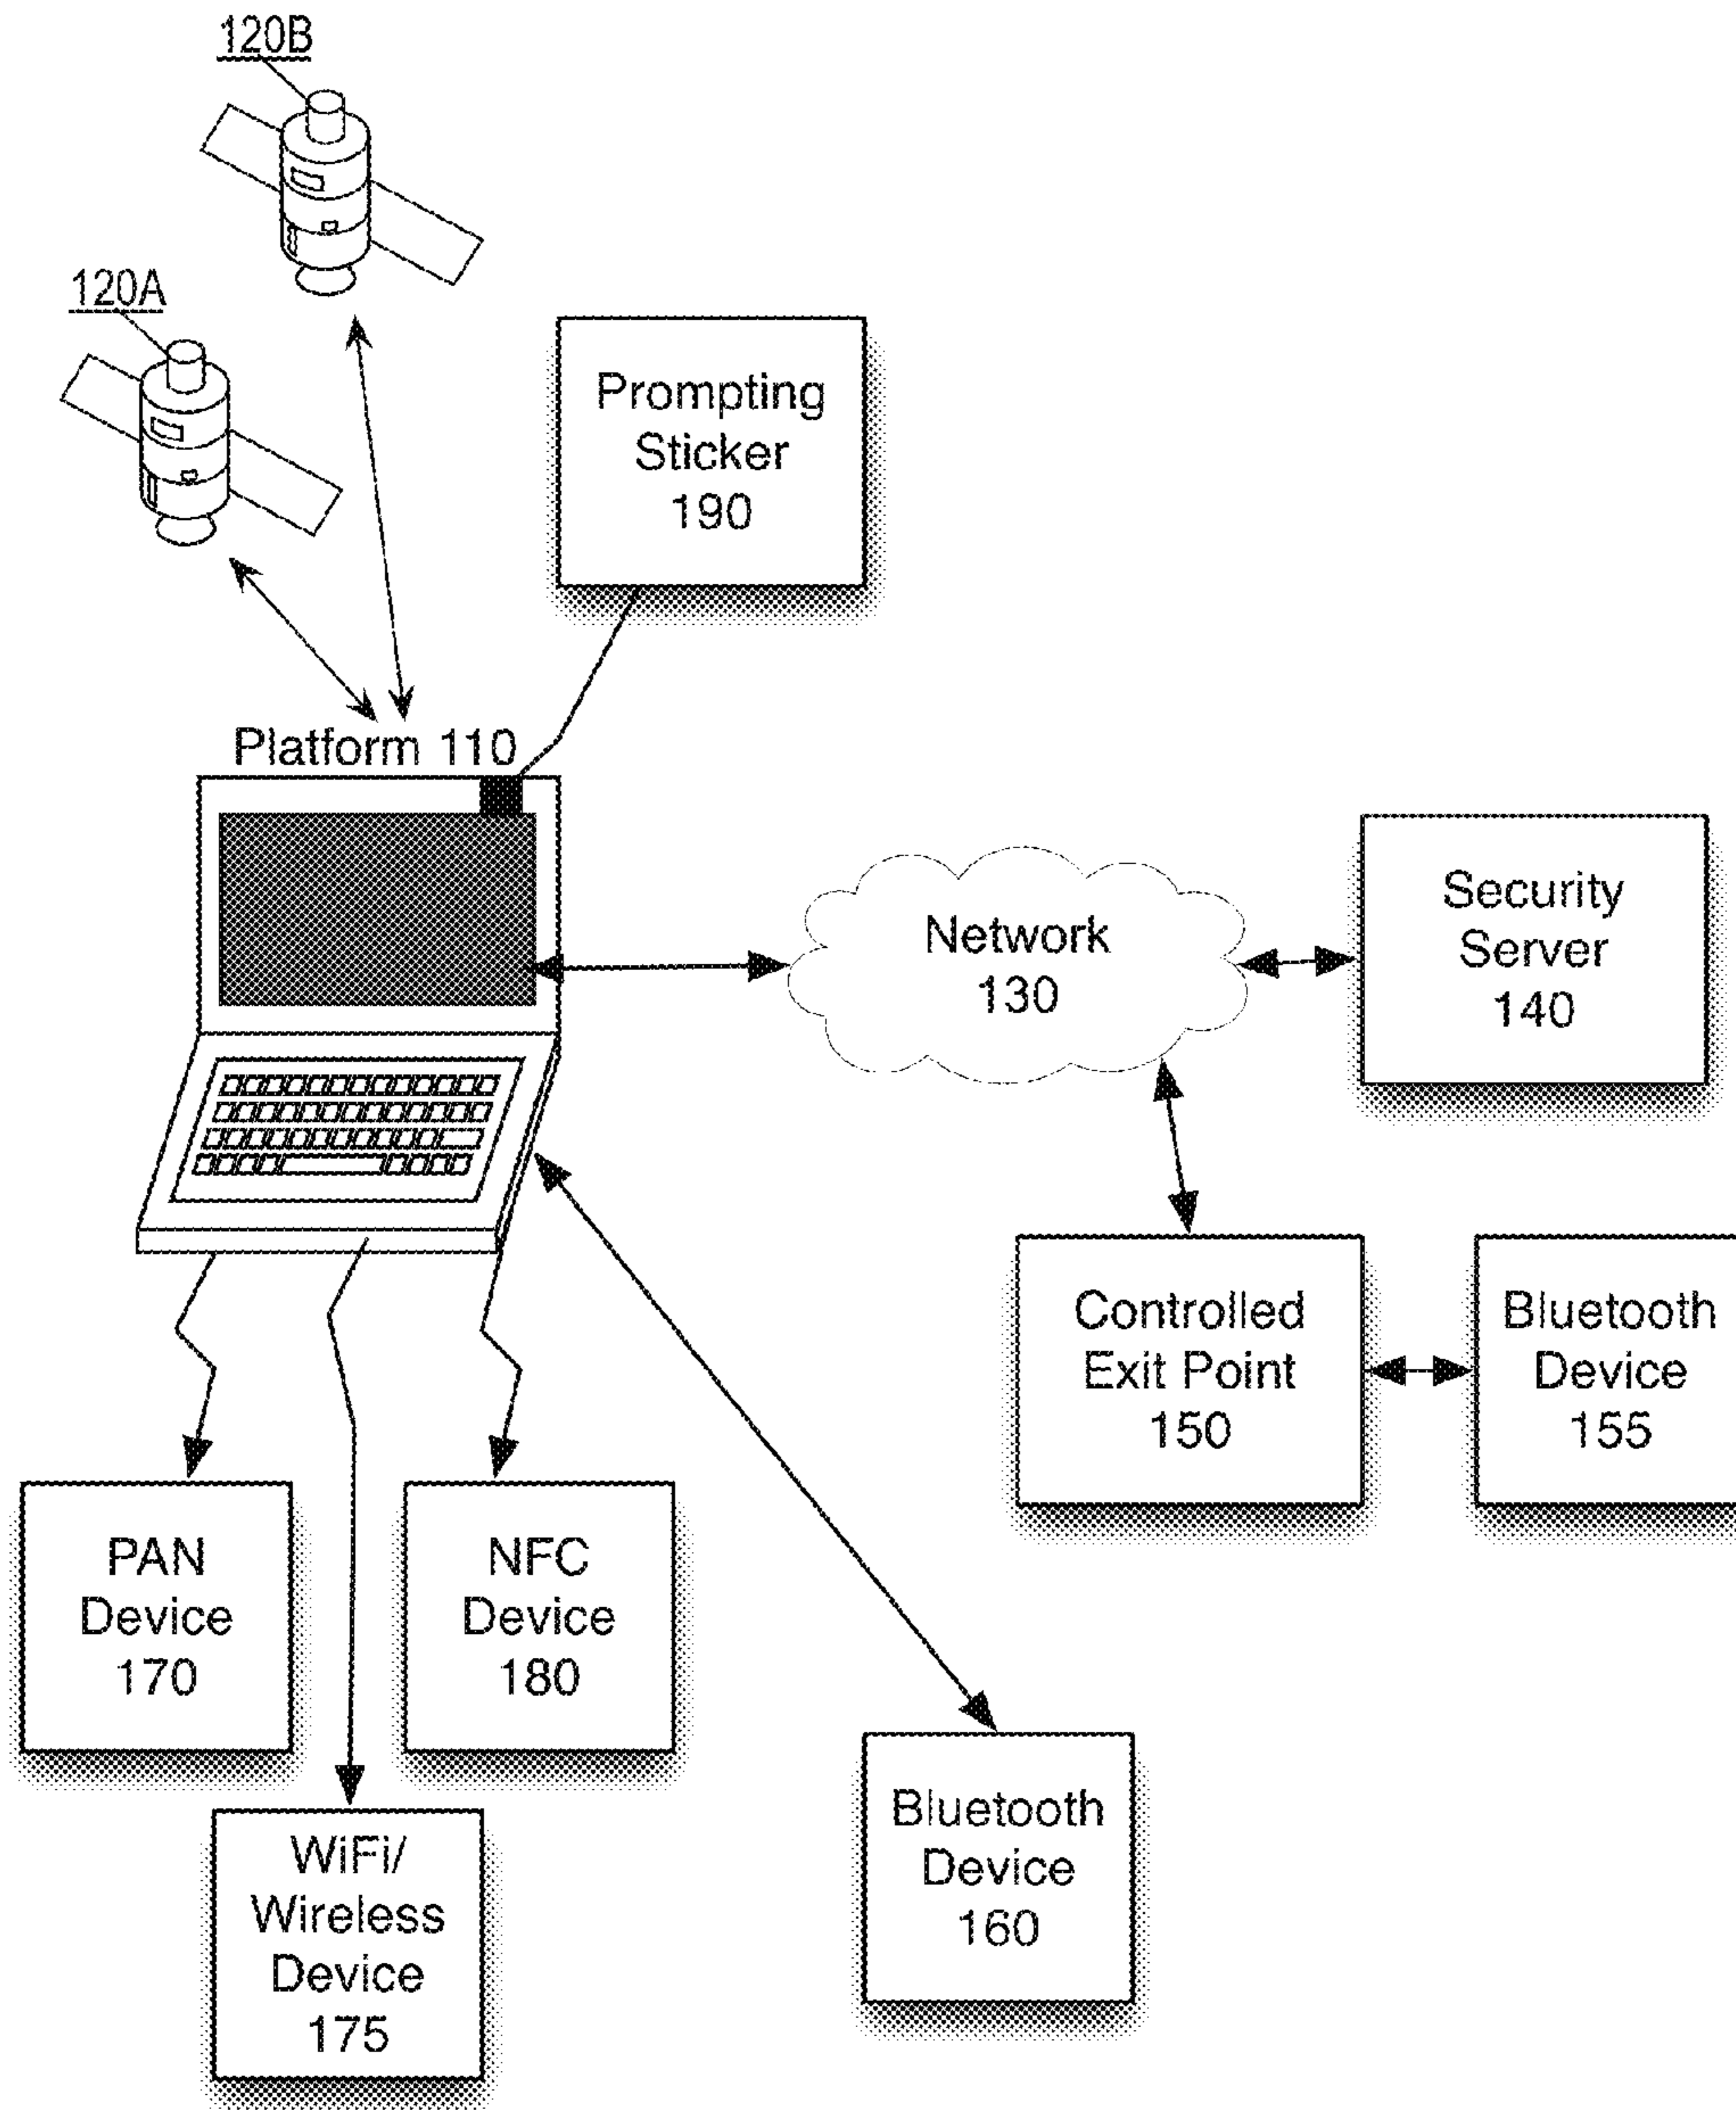 120B
120A
Prompting
Sticker
190
Platform 110
Network
130
Security
Server
140
Controlled
Exit Point
150
Bluetooth
Device
155
PAN
Device
170
NFC
Device
180
WiFi/
Wireless
Device
175
Bluetooth
Device
160